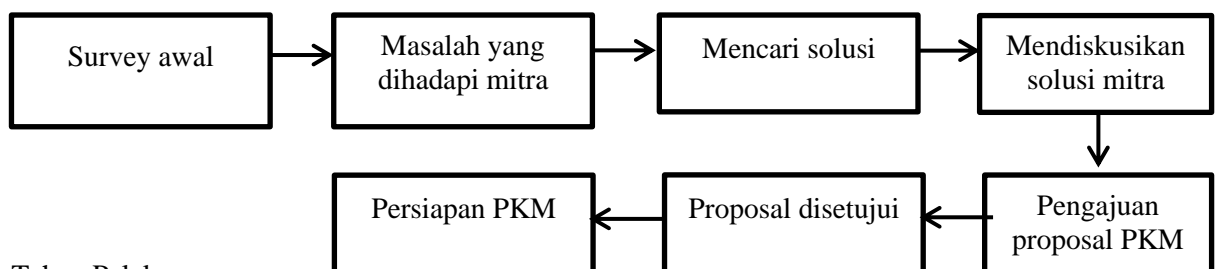 Survey awal
Masalah yang
dihadapi mitra
Mencari solusi
Mendiskusikan
solusi mitra
Pengajuan
proposal PKM
Proposal disetujui
Persiapan PKM